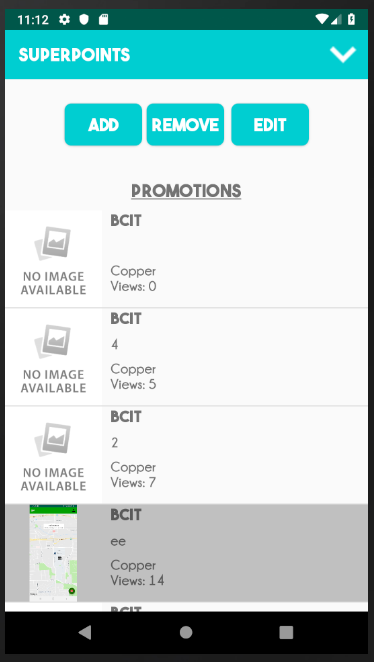 11:12
SUPERPOINTS
ADD REMOVE EDIT
PROMOTIONS
BCIT
NO IMAGE
AVAILABLE
Copper
Views: 0
BCIT
4
NO IMAGE
AVAILABLE
Copper
Views: 5
BCIT
2
NO IMAGE
AVAILABLE
Copper
Views: 7
BCIT
ee
Copper
Views: 14
BCIT